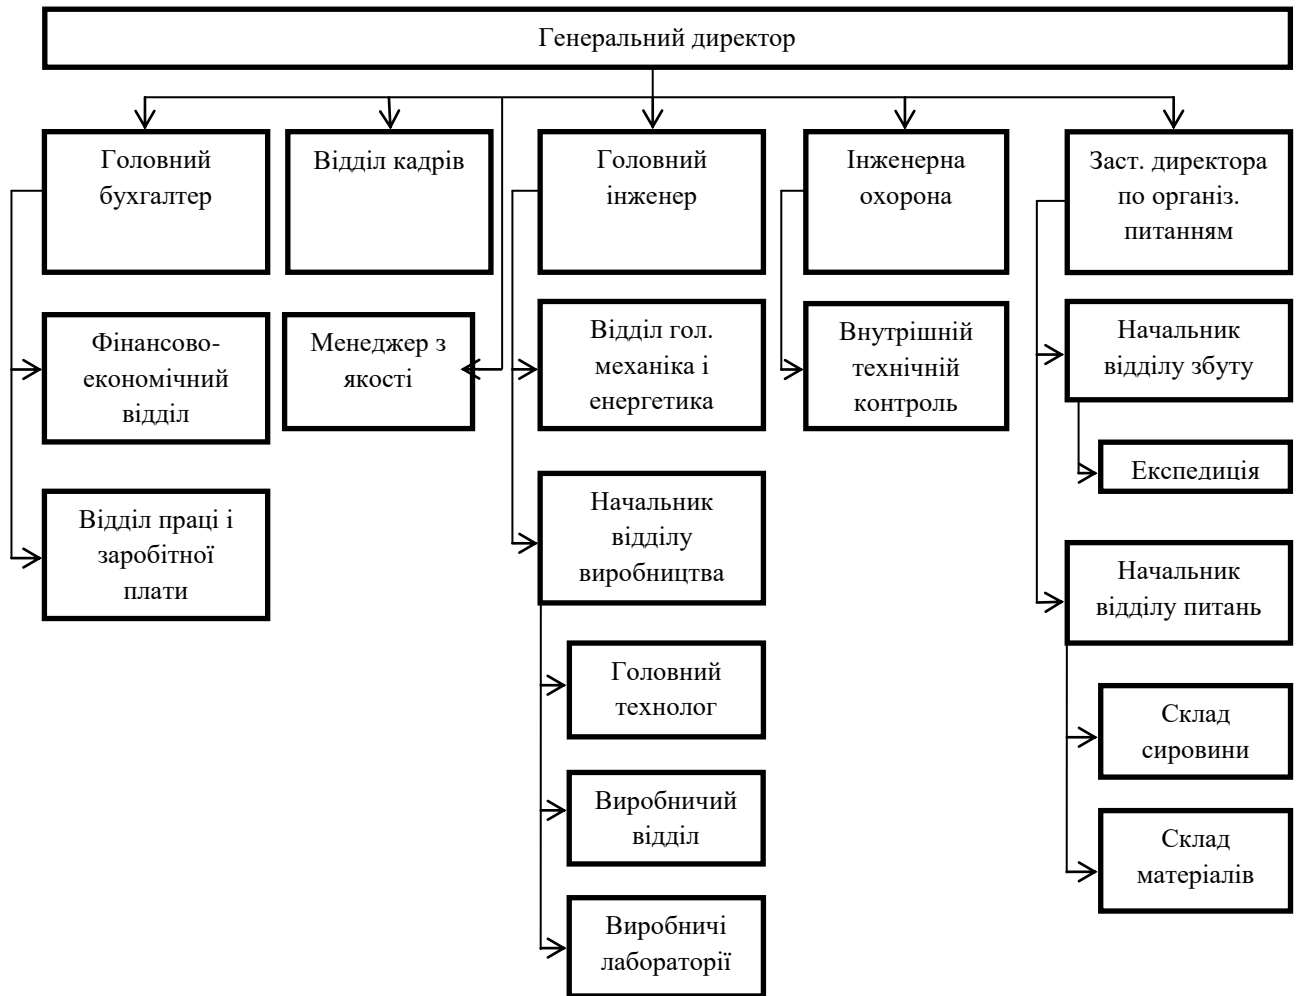 Генеральний директор
Головний
бухгалтер
Відділ кадрів
Головний
інженер
Інженерна
охорона
Заст. директора
по організ.
питанням
Фінансово-
економічний
відділ
Менеджер з
якості
Відділ гол.
механіка і
енергетика
Внутрішній
технічній
контроль
Начальник
відділу збуту
Експедиція
Відділ праці і
заробітної
плати
Начальник
відділу
виробництва
Начальник
відділу питань
Головний
технолог
Склад
сировини
Виробничий
відділ
Склад
матеріалів
Виробничі
лабораторії